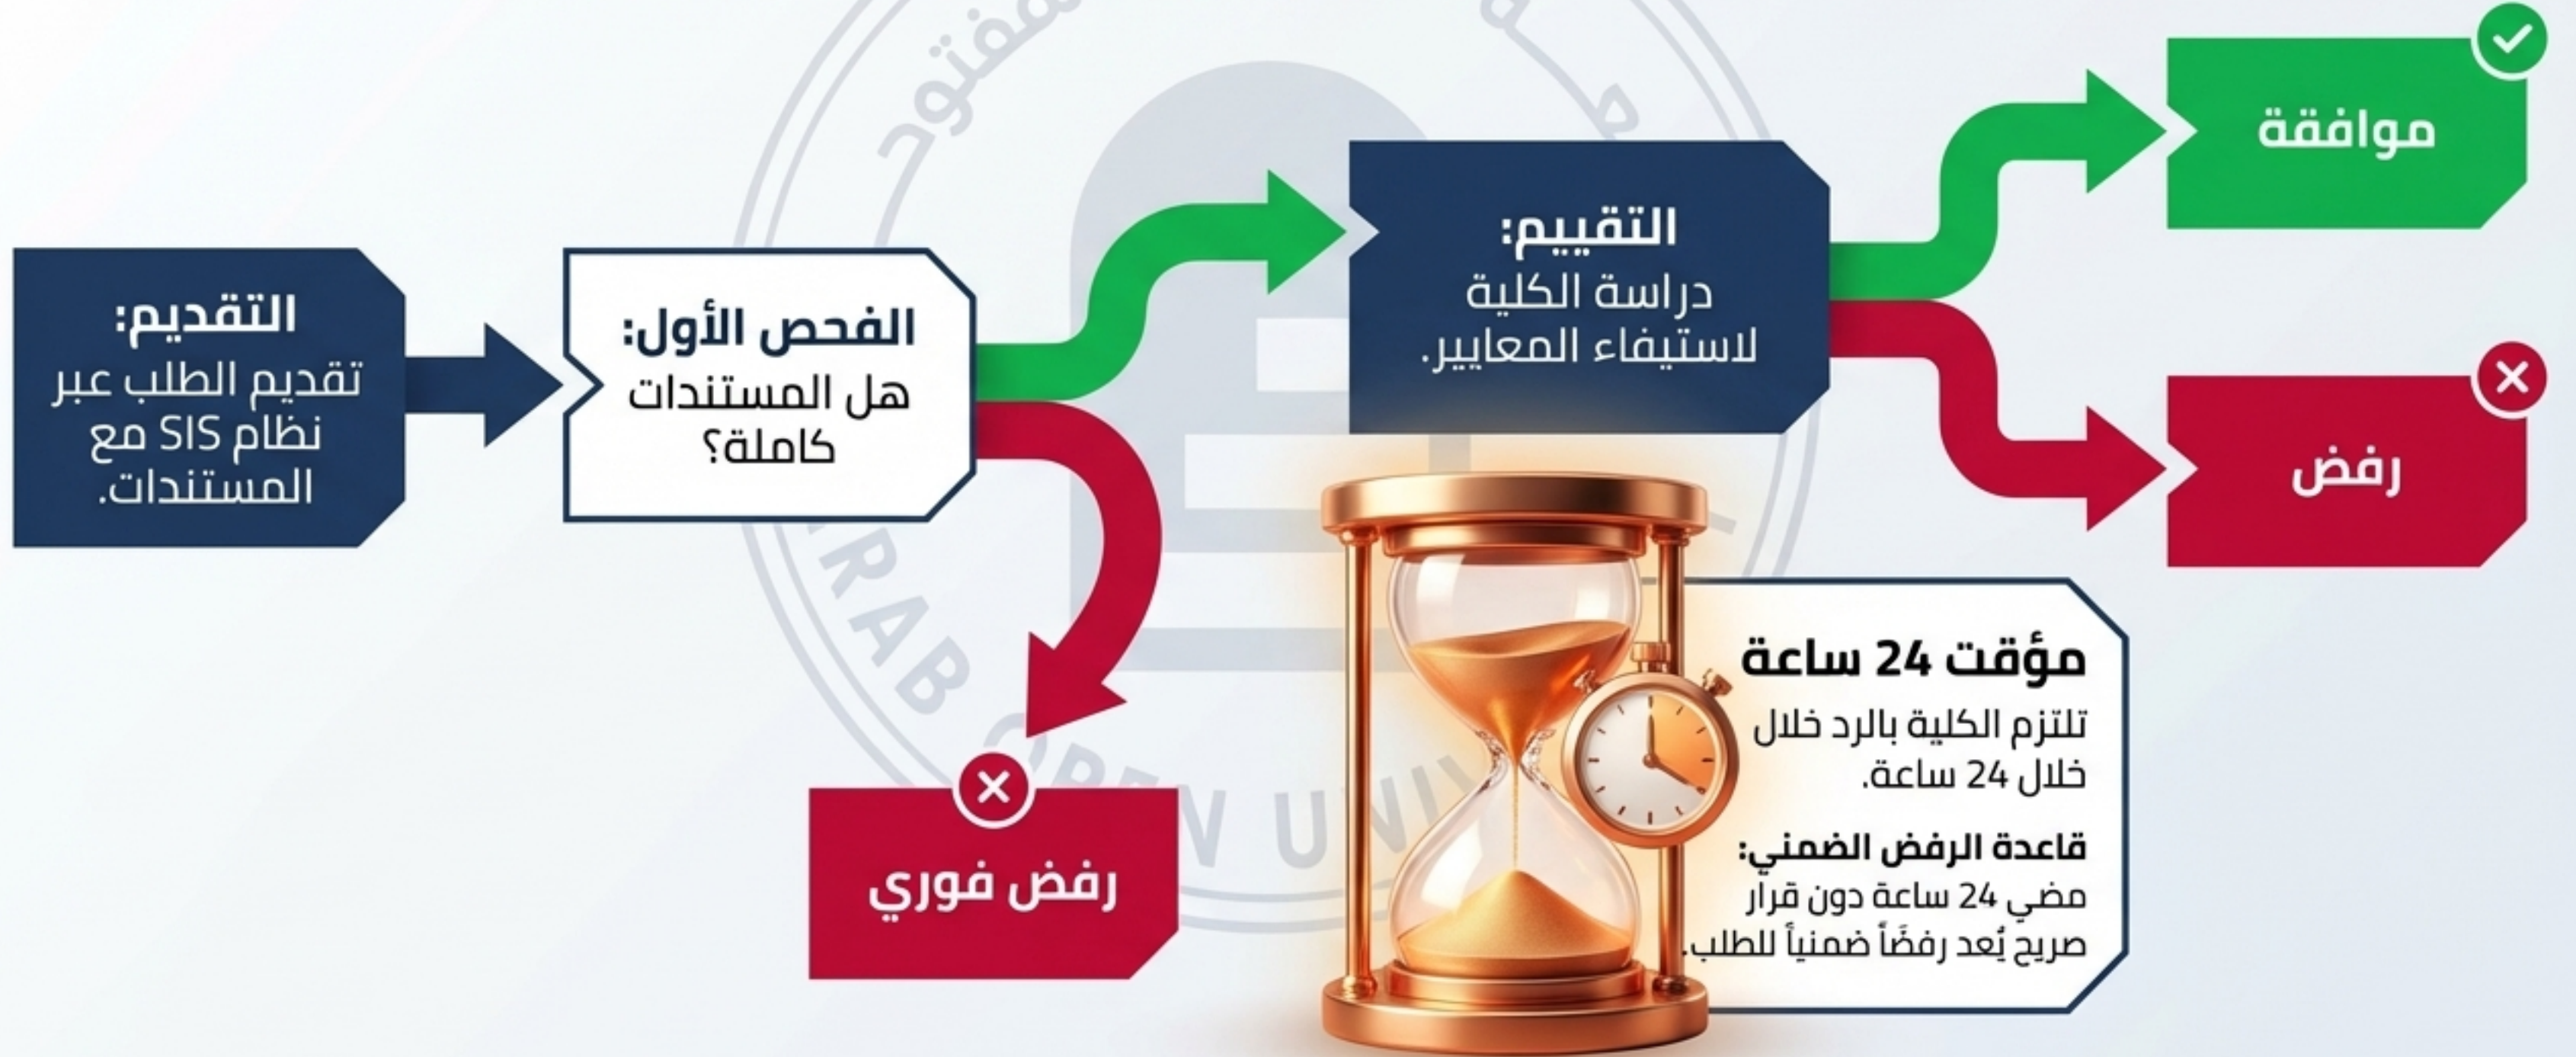 التقديم:
تقديم الطلب عبر
نظام SIS مع
المستندات.
الفحص الأول:
هل المستندات
كاملة؟
رفض فوري
التقييم:
دراسة الكلية
لاستيفاء المعايير.
موافقة
رفض
مؤقت 24 ساعة
تلتزم الكلية بالرد خلال
خلال 24 ساعة.
قاعدة الرفض الضمني:
مضي 24 ساعة دون قرار
صريح يُعد رفضَاً ضمنياً للطلب.